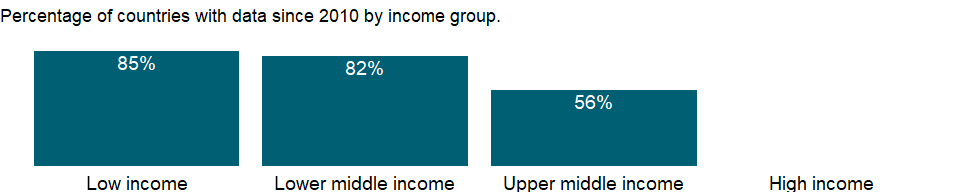 Percentage of countries with data since 2010 by income group.
85%
82%
56%
Low income
Lower middle income
Upper middle income
High income